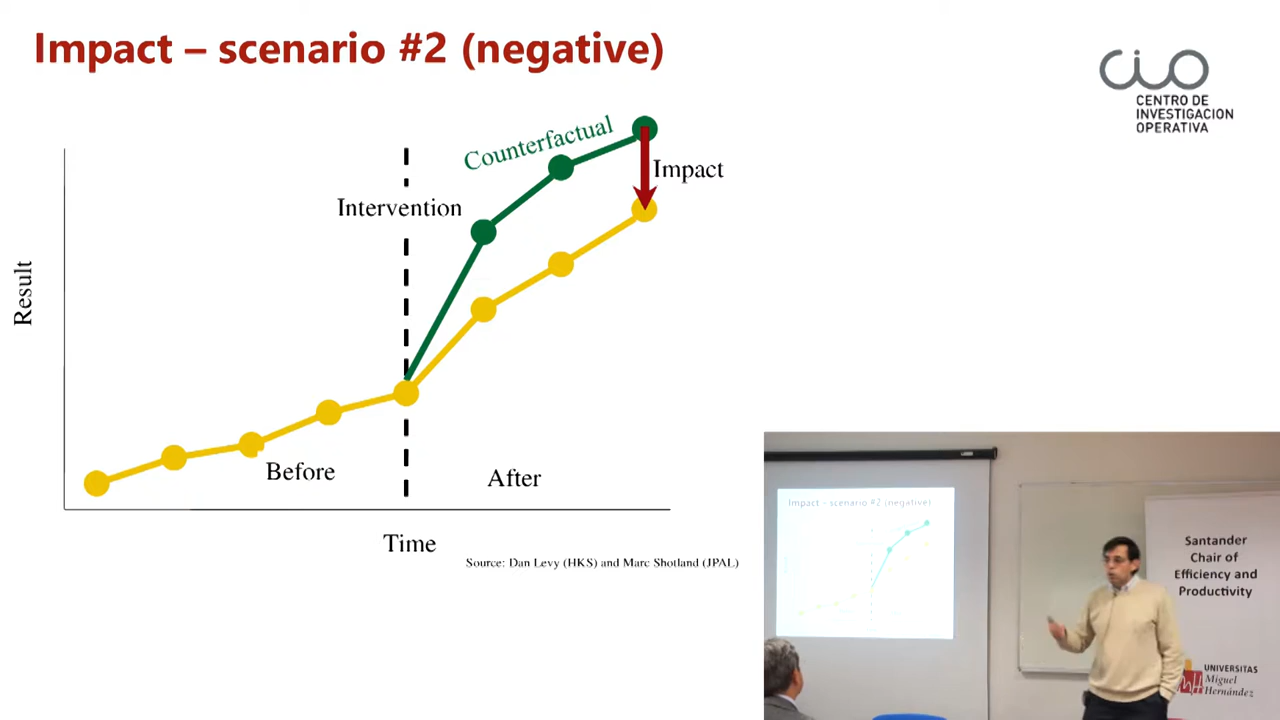 Impact – scenario #2 (negative)
CIO
CENTRO DE
INVESTIGACIÓN
OPERATIVA
Counterfactual
Impact
Intervention
Result
Before
After
Time
Source: Dan Levy (HKS) and Marc Shotland (JPAL)
Impact – scenario #2 (negative)
Santander
Chair of
Efficiency and
Productivity
UNIVERSITAS
Miguel
Hernández